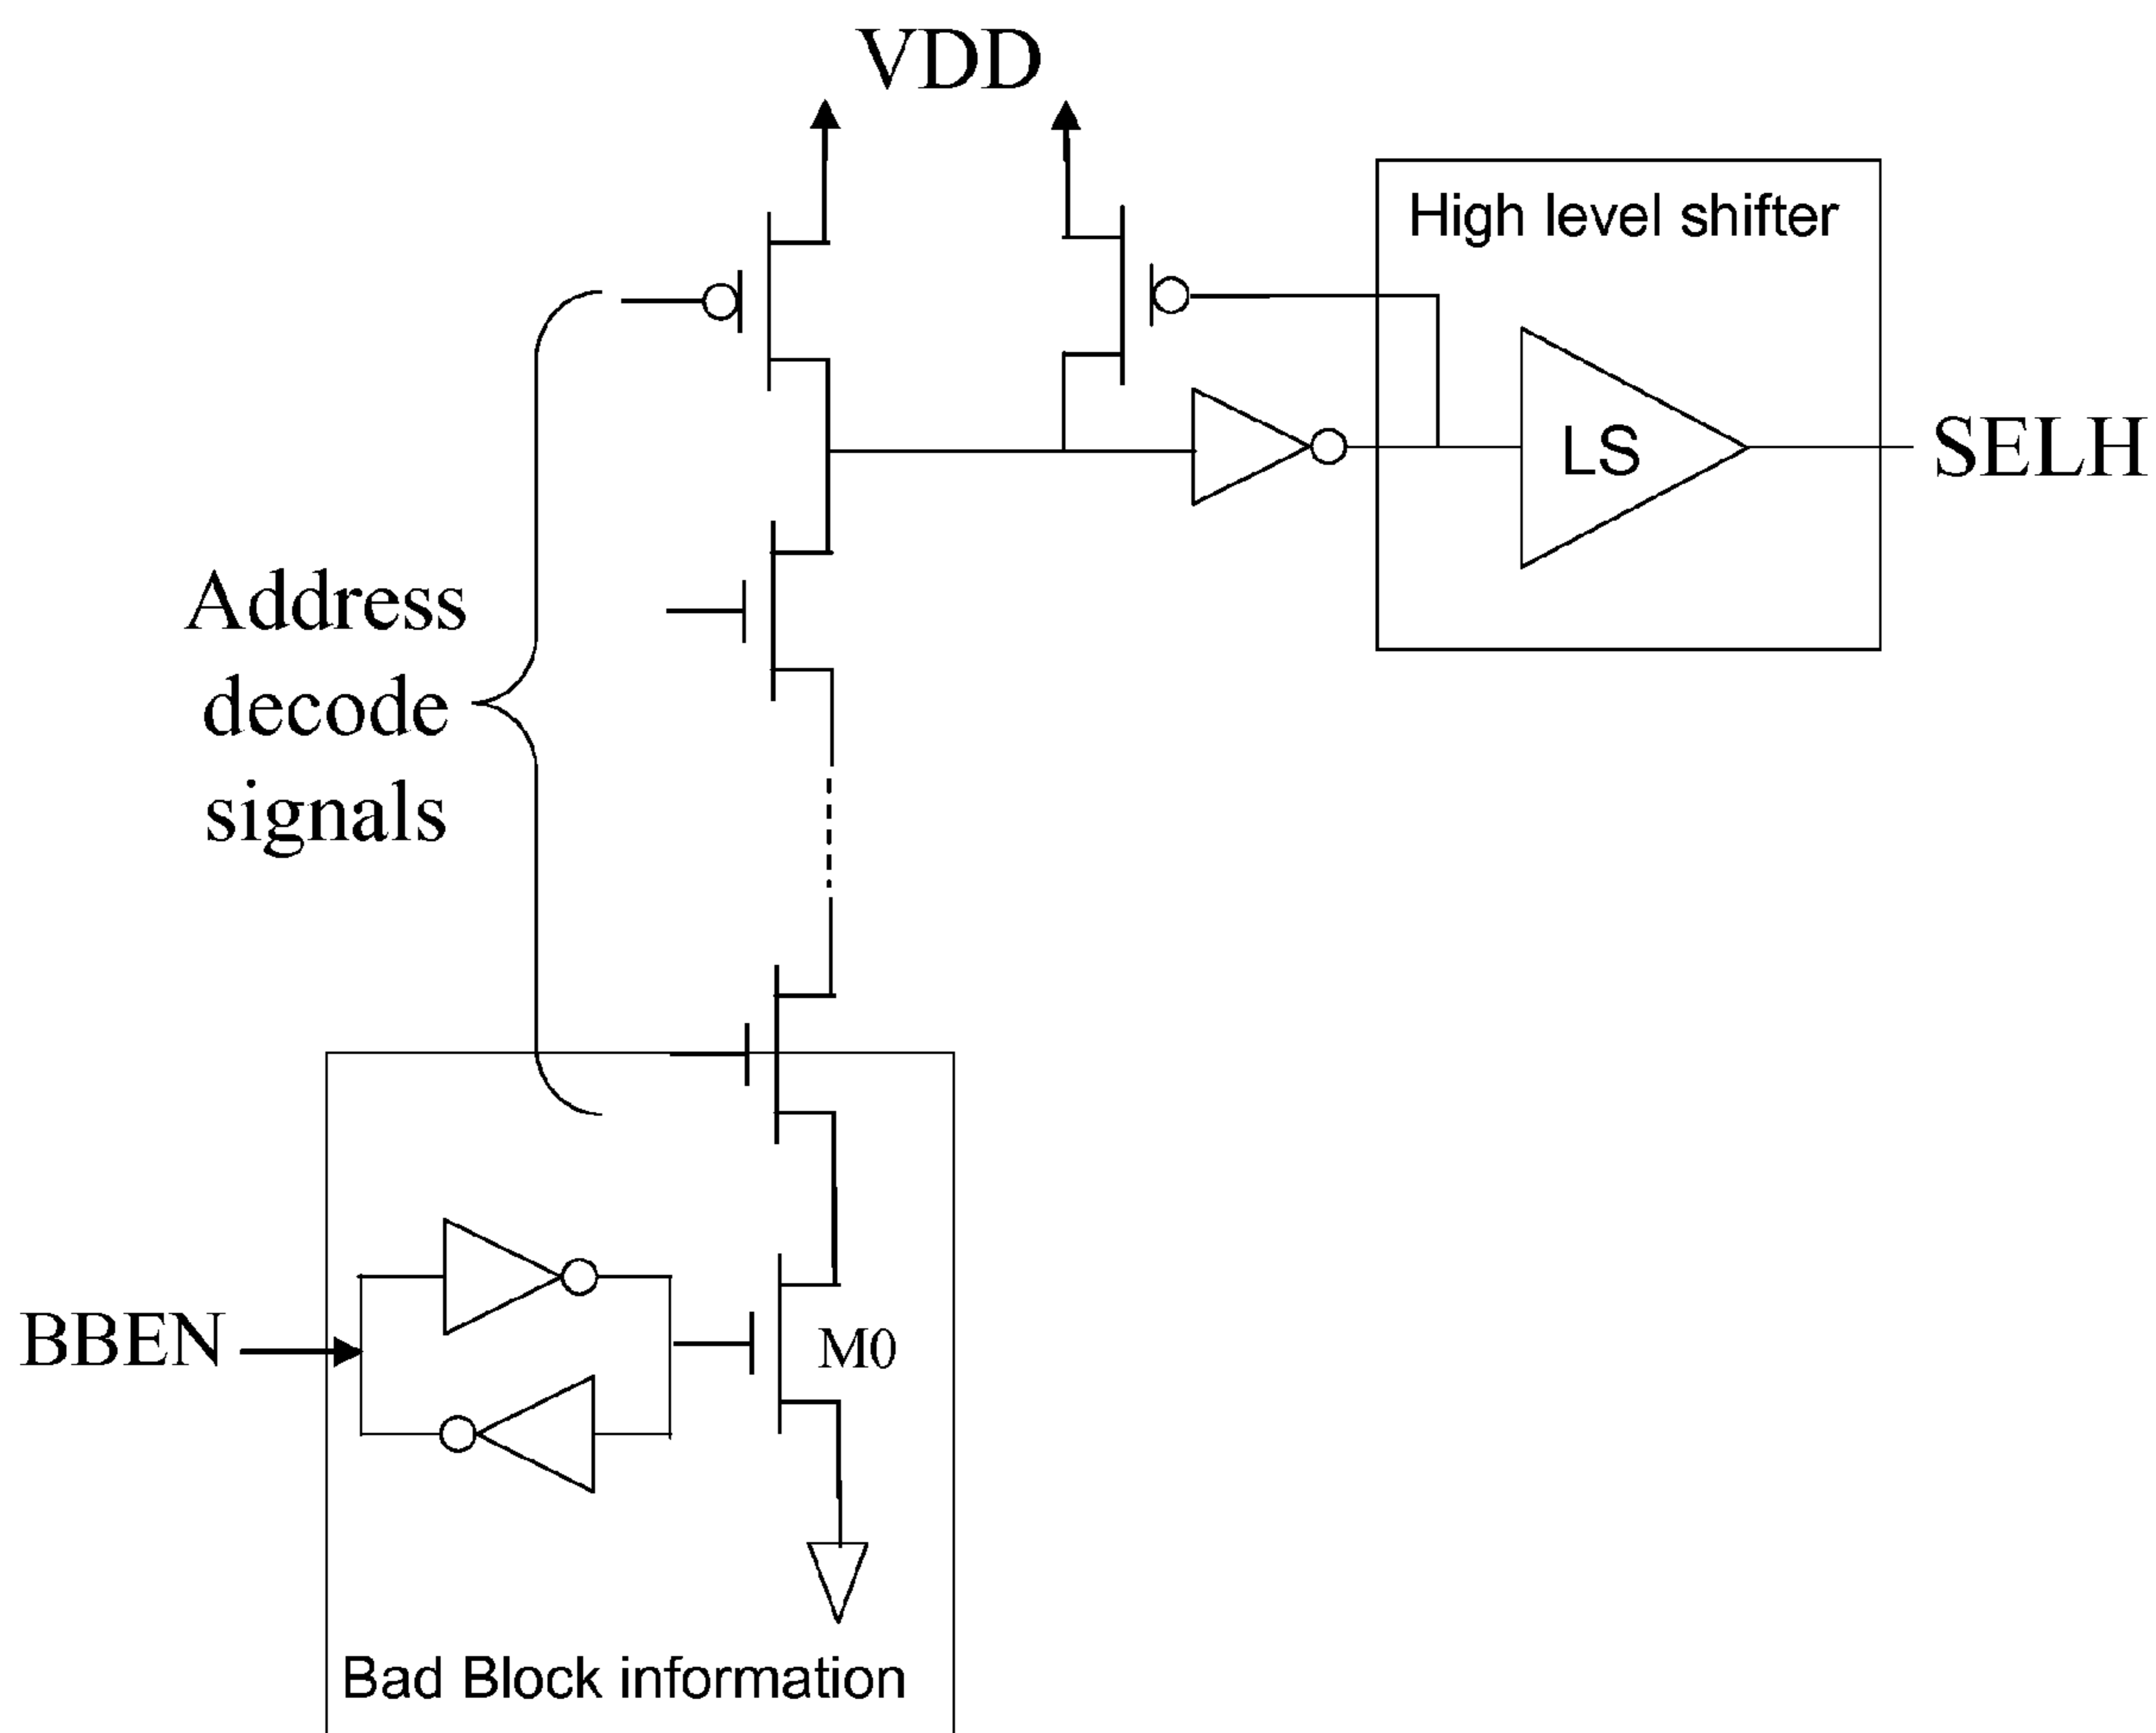 VDD
High level shifter
LS
SELH
Address
decode
signals
BBEN
M0
Bad Block information